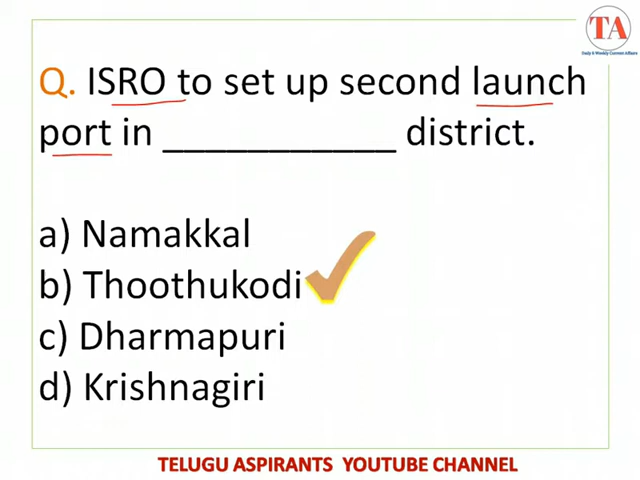 TA
Daily & Weekly Current Affairs
Q. ISRO to set up second launch
port in ___________ district.
a) Namakkal
b) Thoothukodi
c) Dharmapuri
d) Krishnagiri
TELUGU ASPIRANTS YOUTUBE CHANNEL